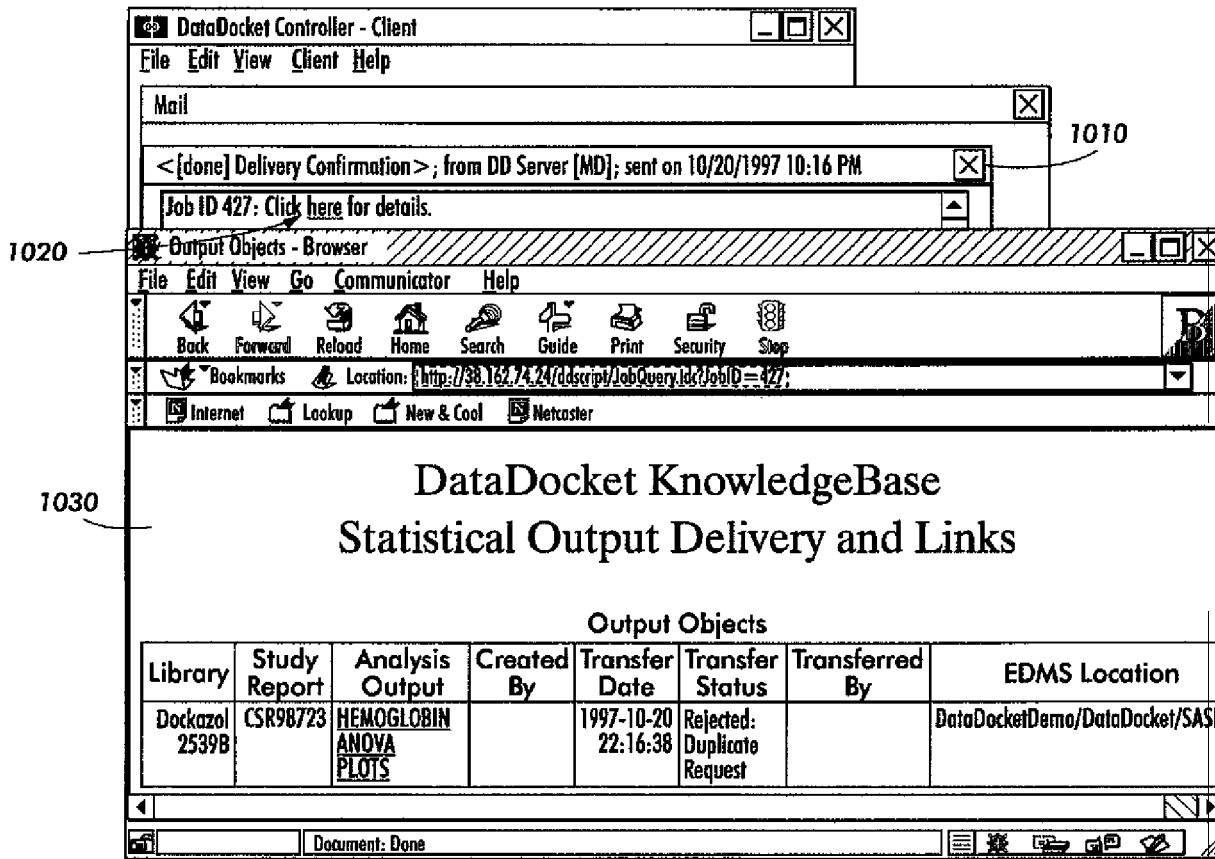 DataDocket Controller - Client
File Edit View Client Help
Mail
1010
<[done] Delivery Confirmation>; from DD Server [MD]; sent on 10/20/1997 10:16 PM
Job ID 427: Click here for details.
1020
Output Objects - Browser
File Edit View Go Communicator Help
Back Forward Reload Home Search Guide Print Security Stop
Bookmarks Location: http://38.162.74.24/ddscript/JobQuery.idc?JobID=427;
Internet Lookup New & Cool Netcaster
1030
DataDocket KnowledgeBase
Statistical Output Delivery and Links
Output Objects
Library Study Report Analysis Output Created By Transfer Date Transfer Status Transferred By EDMS Location
Dockazol 2539B CSR98723 HEMOGLOBIN ANOVA PLOTS 1997-10-20 22:16:38 Rejected: Duplicate Request DataDocketDemo/DataDocket/SAS
Document: Done